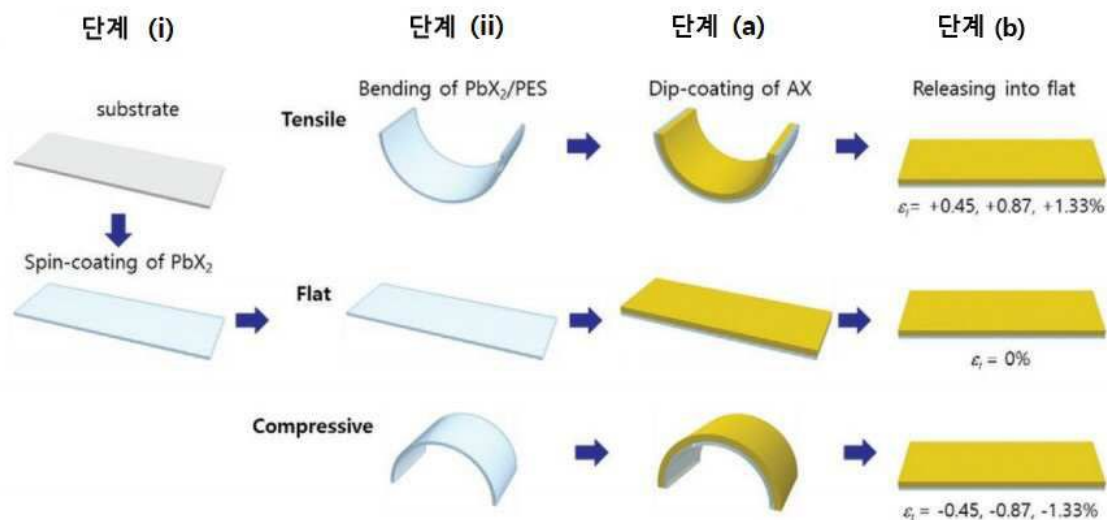 단계 (i)
단계 (ii)
단계 (a)
단계 (b)
substrate
Spin-coating of PbX₂
Bending of PbX₂/PES
Dip-coating of AX
Releasing into flat
Tensile
εᵣ= +0.45, +0.87, +1.33%
Flat
εᵣ = 0%
Compressive
εᵣ = -0.45, -0.87, -1.33%